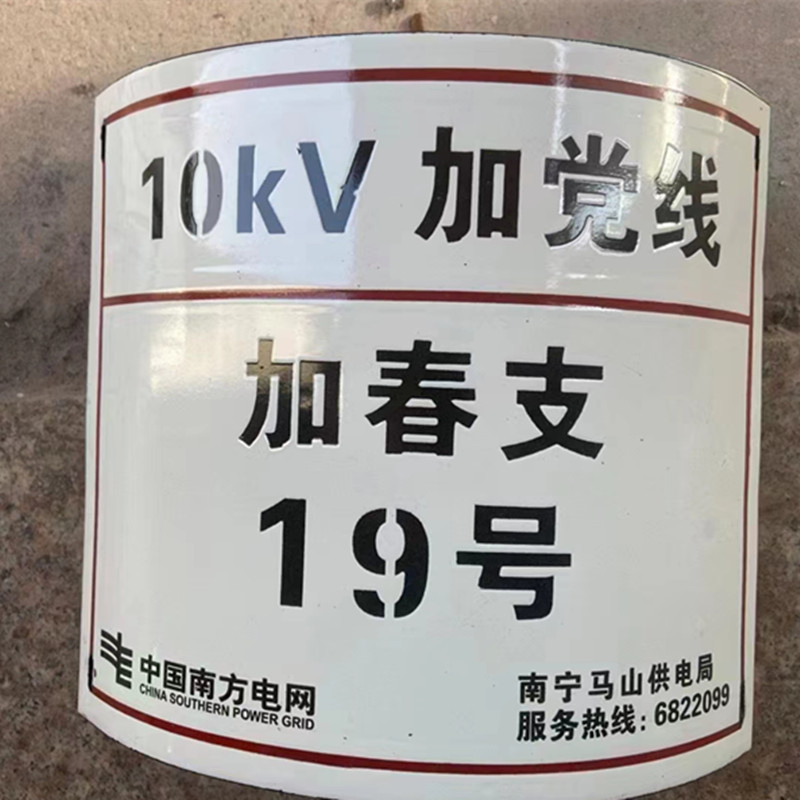 10kV 加党线
加春支
19号
中国南方电网
CHINA SOUTHERN POWER GRID
南宁马山供电局
服务热线：6822099